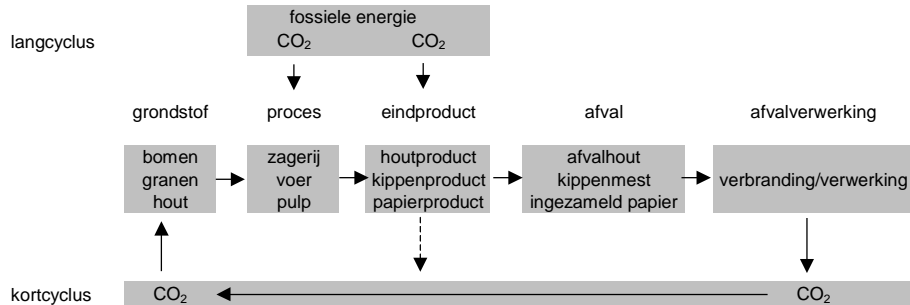 fossiele energie
langcyclus
CO₂ CO₂
grondstof proces eindproduct afval afvalverwerking
bomen zagerij houtproduct afvalhout
granen voer kippenproduct kippenmest verbranding/verwerking
hout pulp papierproduct ingezameld papier
kortcyclus CO₂ CO₂